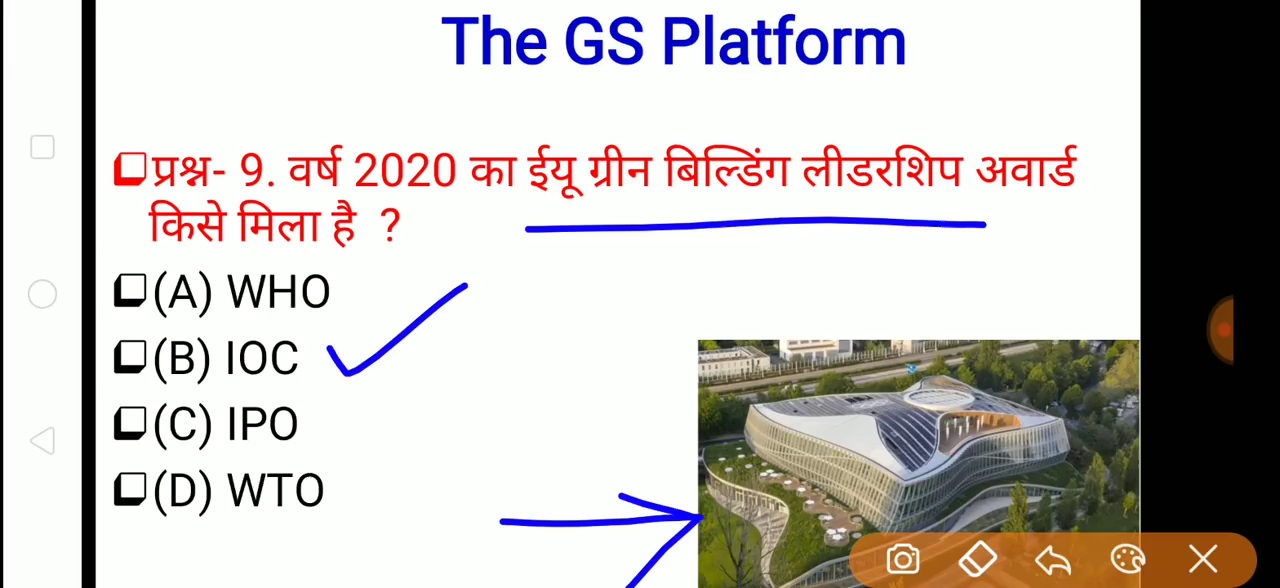 The GS Platform
प्रश्न- 9. वर्ष 2020 का ईयू ग्रीन बिल्डिंग लीडरशिप अवार्ड
किसे मिला है ?
(A) WHO
(B) IOC
(C) IPO
(D) WTO